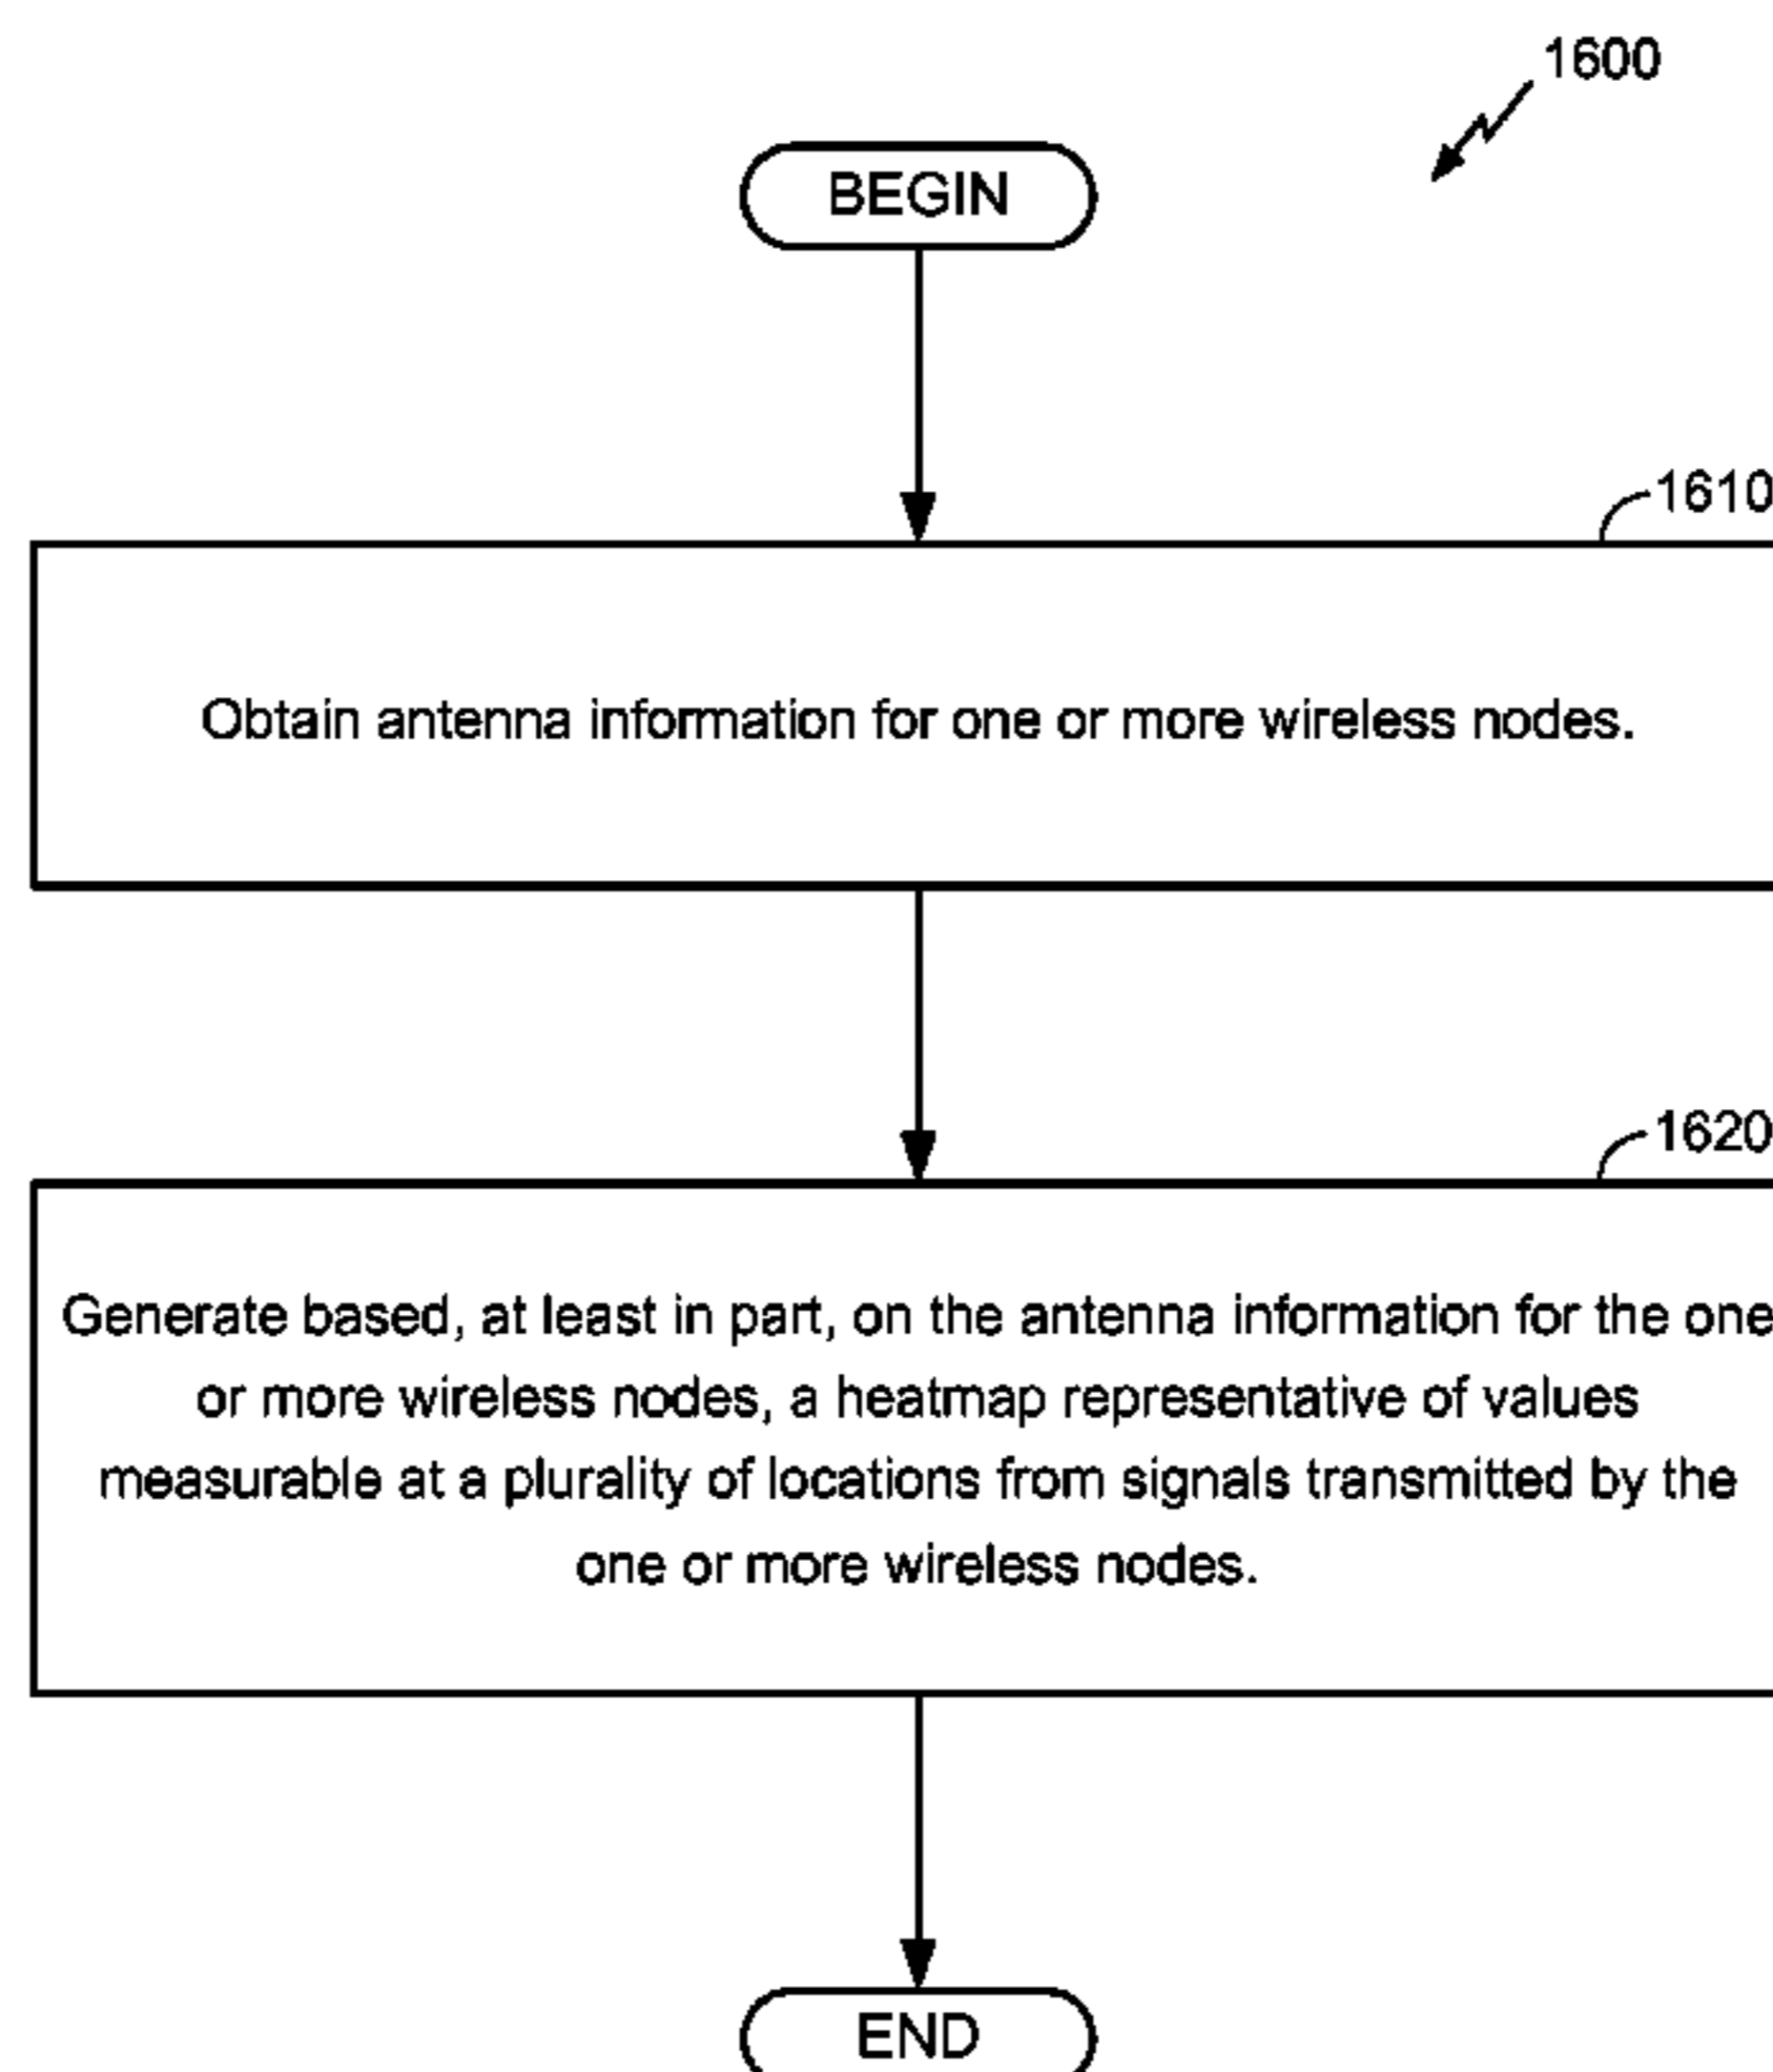 1600
BEGIN
1610
Obtain antenna information for one or more wireless nodes.
1620
Generate based, at least in part, on the antenna information for the one
or more wireless nodes, a heatmap representative of values
measurable at a plurality of locations from signals transmitted by the
one or more wireless nodes.
END